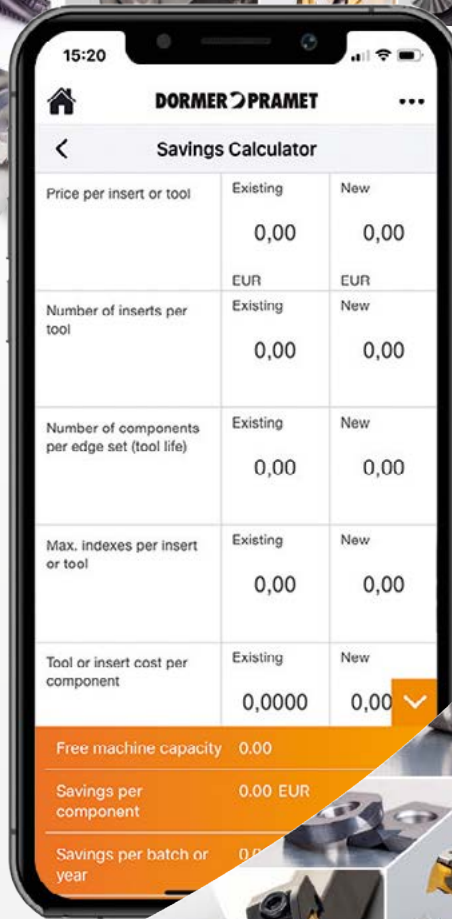 15:20
DORMER PRAMET
Savings Calculator
Price per insert or tool
Existing
New
0,00
0,00
EUR
EUR
Number of inserts per
tool
Existing
New
0,00
0,00
Number of components
per edge set (tool life)
Existing
New
0,00
0,00
Max. indexes per insert
or tool
Existing
New
0,00
0,00
Tool or insert cost per
component
Existing
New
0,0000
0,00
Free machine capacity 0.00
Savings per
component
0.00 EUR
Savings per batch or
year